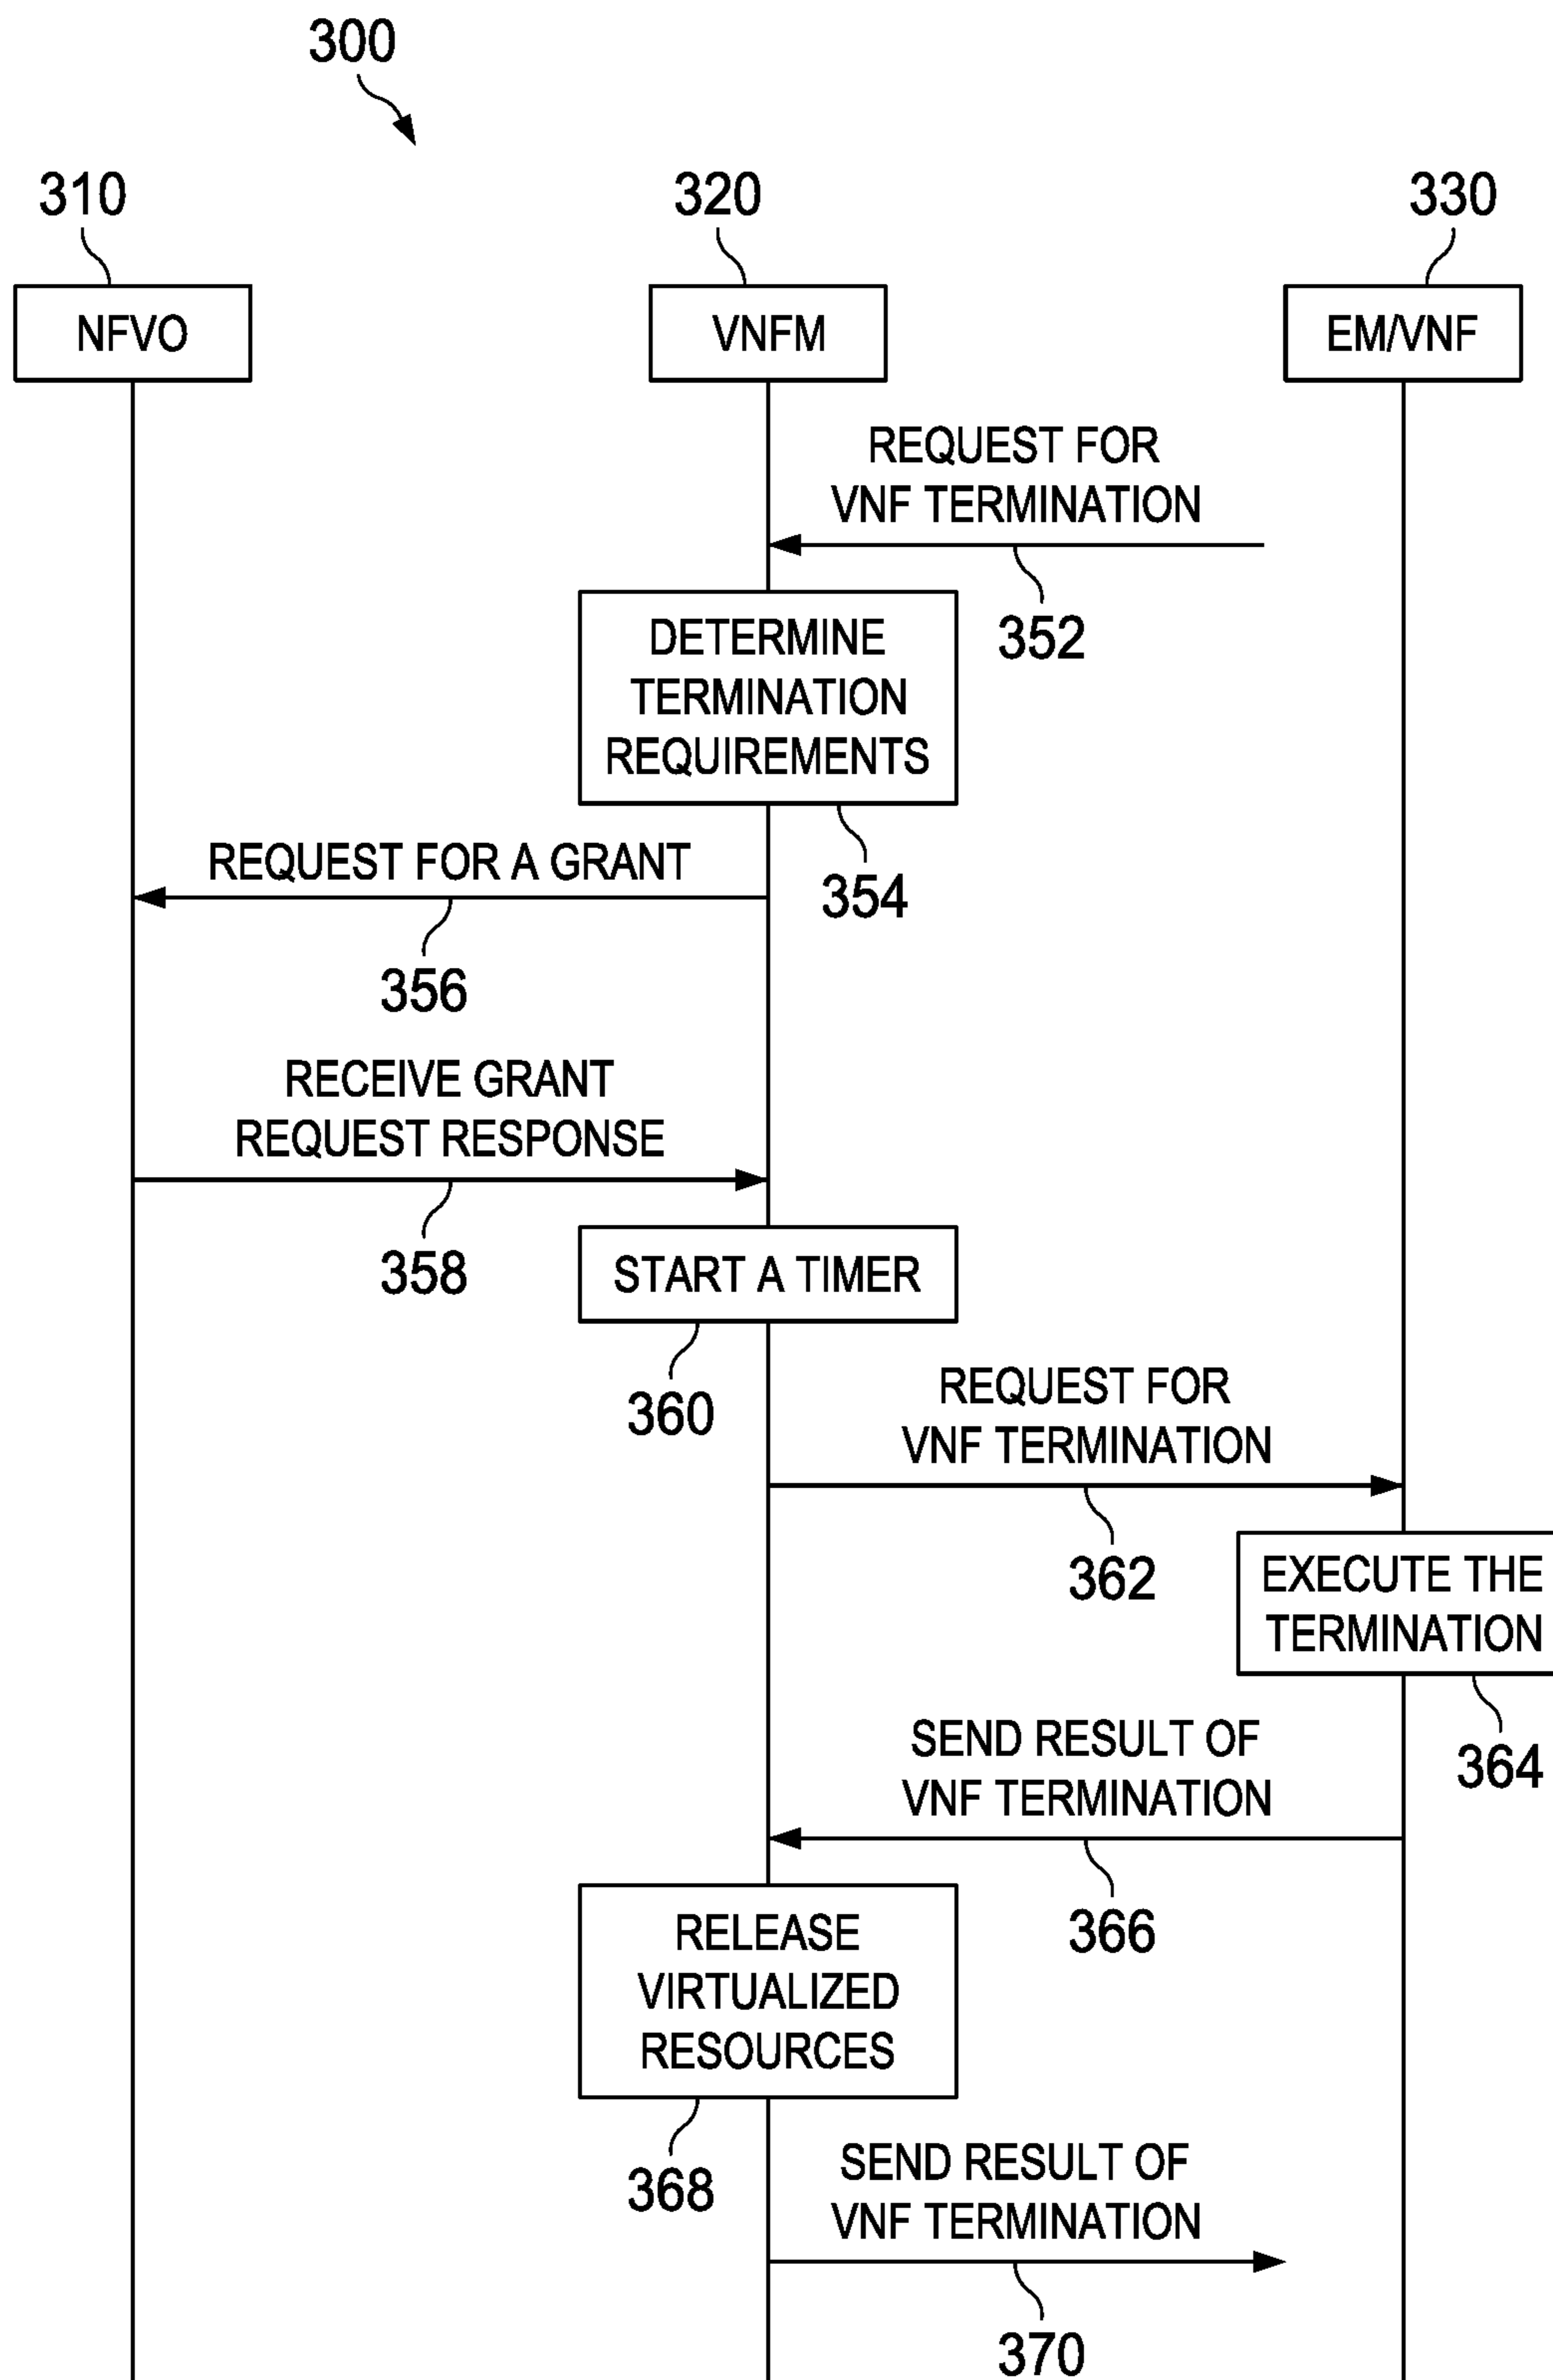 300
310
320
330
NFVO
VNFM
EM/VNF
REQUEST FOR
VNF TERMINATION
352
DETERMINE
TERMINATION
REQUIREMENTS
354
REQUEST FOR A GRANT
356
RECEIVE GRANT
REQUEST RESPONSE
358
START A TIMER
360
REQUEST FOR
VNF TERMINATION
362
EXECUTE THE
TERMINATION
364
SEND RESULT OF
VNF TERMINATION
366
RELEASE
VIRTUALIZED
RESOURCES
368
SEND RESULT OF
VNF TERMINATION
370